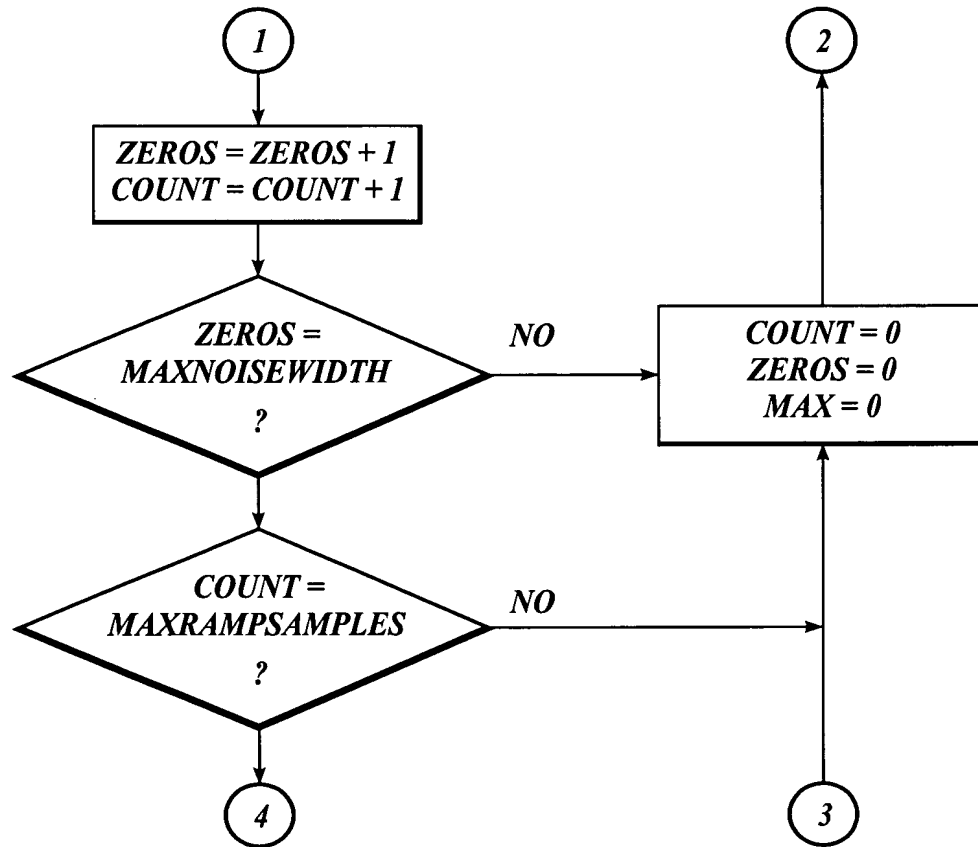 1
2
ZEROS = ZEROS + 1
COUNT = COUNT + 1
ZEROS =
MAXNOISEWIDTH
?
NO
COUNT = 0
ZEROS = 0
MAX = 0
COUNT =
MAXRAMPSAMPLES
?
NO
4
3